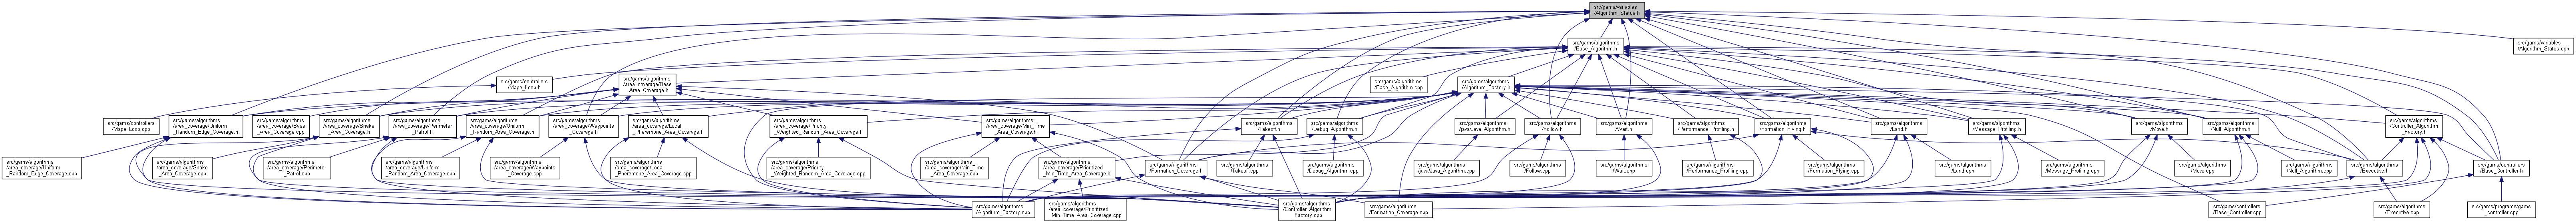 src/gams/variables
/Algorithm_Status.h
src/gams/algorithms
/Base_Algorithm.h
src/gams/variables
/Algorithm_Status.cpp
src/gams/controllers
/Mape_Loop.h
src/gams/algorithms
/area_coverage/Base
_Area_Coverage.h
src/gams/algorithms
/Base_Algorithm.cpp
src/gams/algorithms
/Algorithm_Factory.h
src/gams/controllers
/Mape_Loop.cpp
src/gams/algorithms
/area_coverage/Uniform
_Random_Edge_Coverage.h
src/gams/algorithms
/area_coverage/Base
_Area_Coverage.cpp
src/gams/algorithms
/area_coverage/Snake
_Area_Coverage.h
src/gams/algorithms
/area_coverage/Perimeter
_Patrol.h
src/gams/algorithms
/area_coverage/Uniform
_Random_Area_Coverage.h
src/gams/algorithms
/area_coverage/Waypoints
_Coverage.h
src/gams/algorithms
/area_coverage/Local
_Pheremone_Area_Coverage.h
src/gams/algorithms
/area_coverage/Priority
_Weighted_Random_Area_Coverage.h
src/gams/algorithms
/area_coverage/Min_Time
_Area_Coverage.h
src/gams/algorithms
/Takeoff.h
src/gams/algorithms
/Debug_Algorithm.h
src/gams/algorithms
/java/Java_Algorithm.h
src/gams/algorithms
/Follow.h
src/gams/algorithms
/Wait.h
src/gams/algorithms
/Performance_Profiling.h
src/gams/algorithms
/Formation_Flying.h
src/gams/algorithms
/Land.h
src/gams/algorithms
/Message_Profiling.h
src/gams/algorithms
/Move.h
src/gams/algorithms
/Null_Algorithm.h
src/gams/algorithms
/Controller_Algorithm
_Factory.h
src/gams/algorithms
/area_coverage/Uniform
_Random_Edge_Coverage.cpp
src/gams/algorithms
/area_coverage/Snake
_Area_Coverage.cpp
src/gams/algorithms
/area_coverage/Perimeter
_Patrol.cpp
src/gams/algorithms
/area_coverage/Uniform
_Random_Area_Coverage.cpp
src/gams/algorithms
/area_coverage/Waypoints
_Coverage.cpp
src/gams/algorithms
/area_coverage/Local
_Pheremone_Area_Coverage.cpp
src/gams/algorithms
/area_coverage/Priority
_Weighted_Random_Area_Coverage.cpp
src/gams/algorithms
/area_coverage/Min_Time
_Area_Coverage.cpp
src/gams/algorithms
/area_coverage/Prioritized
_Min_Time_Area_Coverage.h
src/gams/algorithms
/Formation_Coverage.h
src/gams/algorithms
/Takeoff.cpp
src/gams/algorithms
/Debug_Algorithm.cpp
src/gams/algorithms
/java/Java_Algorithm.cpp
src/gams/algorithms
/Follow.cpp
src/gams/algorithms
/Wait.cpp
src/gams/algorithms
/Performance_Profiling.cpp
src/gams/algorithms
/Formation_Flying.cpp
src/gams/algorithms
/Land.cpp
src/gams/algorithms
/Message_Profiling.cpp
src/gams/algorithms
/Move.cpp
src/gams/algorithms
/Null_Algorithm.cpp
src/gams/algorithms
/Executive.h
src/gams/controllers
/Base_Controller.h
src/gams/algorithms
/Algorithm_Factory.cpp
src/gams/algorithms
/area_coverage/Prioritized
_Min_Time_Area_Coverage.cpp
src/gams/algorithms
/Controller_Algorithm
_Factory.cpp
src/gams/algorithms
/Formation_Coverage.cpp
src/gams/controllers
/Base_Controller.cpp
src/gams/algorithms
/Executive.cpp
src/gams/programs/gams
_controller.cpp